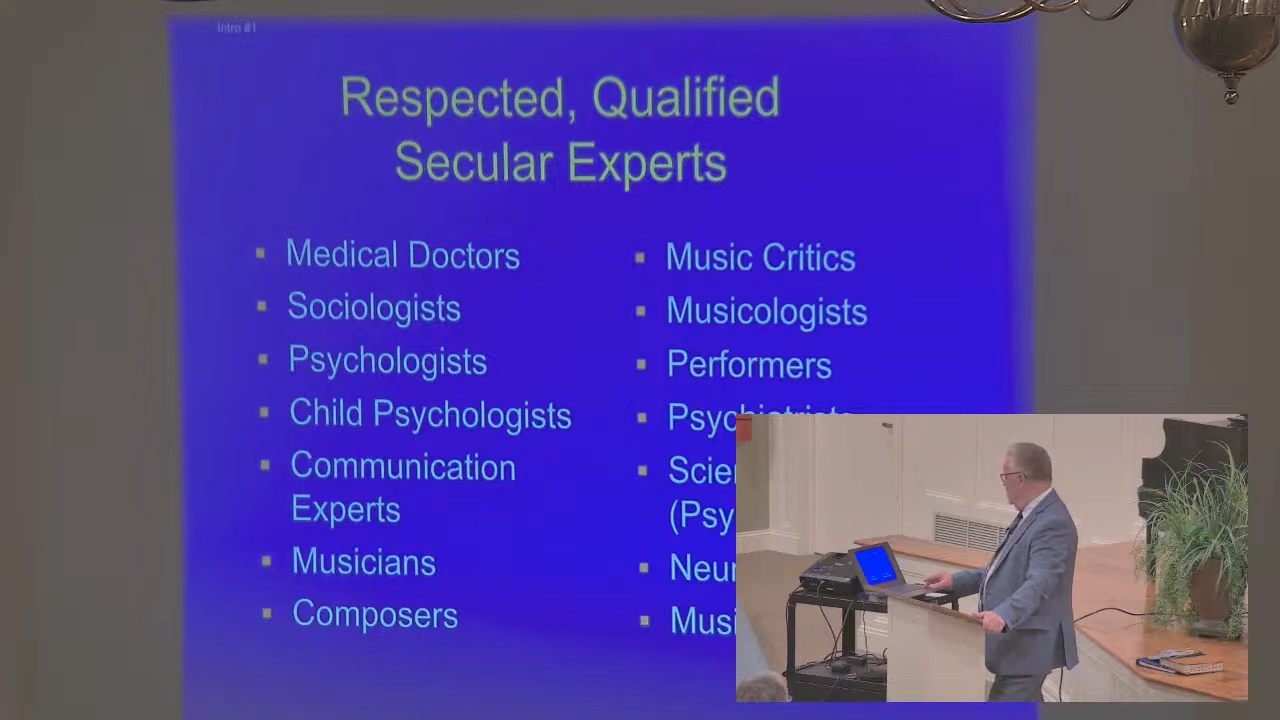 Intro #1
Respected, Qualified
Secular Experts
Medical Doctors
Sociologists
Psychologists
Child Psychologists
Communication
Experts
Musicians
Composers
Music Critics
Musicologists
Performers
Psychiatrists